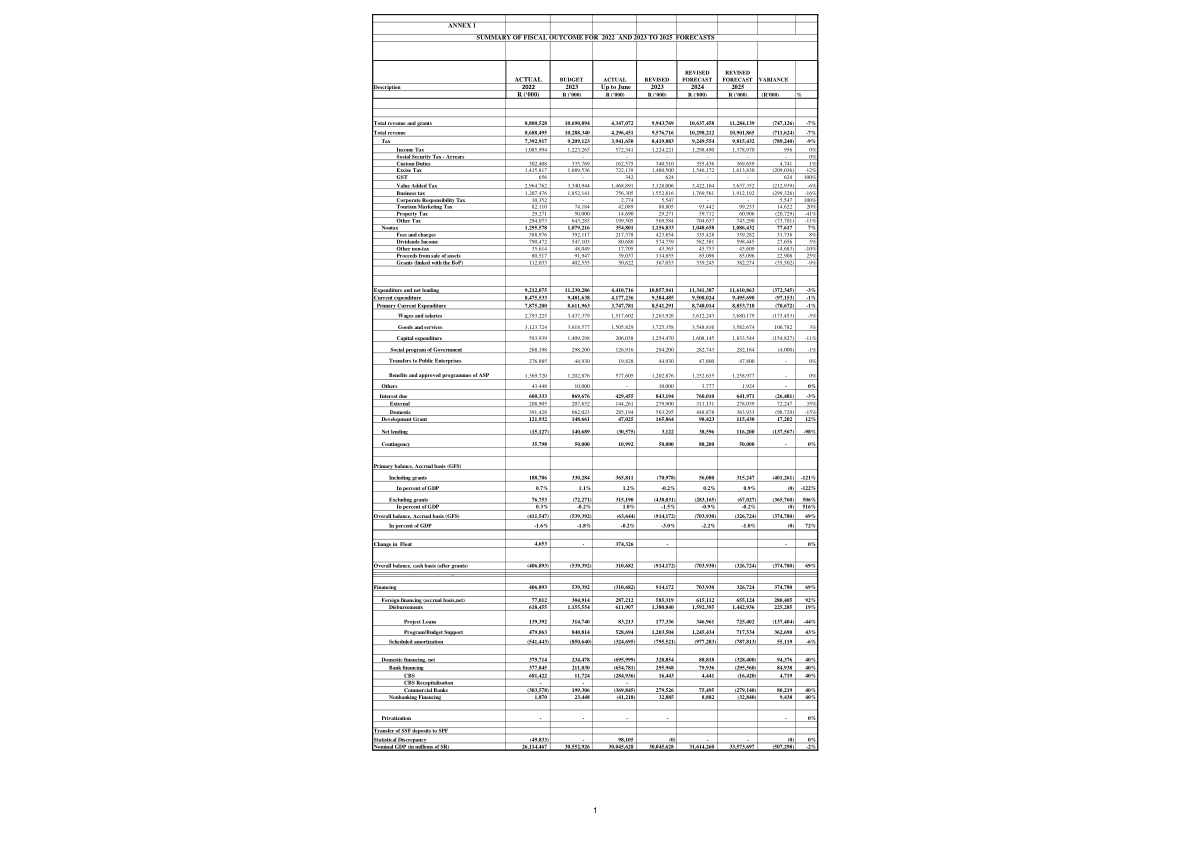 ANNEX 1
SUMMARY OF FISCAL OUTCOME FOR 2022 AND 2023 TO 2025 FORECASTS
REVISED REVISED
ACTUAL BUDGET ACTUAL REVISED FORECAST FORECAST VARIANCE
Description 2022 2023 Up to June 2023 2024 2025
R ('000) R ('000) R ('000) R ('000) R ('000) R ('000) (R'000) %
Total revenue and grants 8,800,528 10,690,894 4,347,072 9,943,769 10,637,458 11,284,139 (747,126) -7%
Total revenue 8,688,495 10,288,340 4,296,451 9,576,716 10,298,212 10,901,865 (711,624) -7%
Tax 7,392,917 9,209,123 3,941,650 8,419,883 9,249,554 9,815,432 (789,240) -9%
Income Tax 1,085,994 1,223,265 572,341 1,224,221 1,298,490 1,378,970 956 0%
Social Security Tax - Arrears - - - - - 0%
Custom Duties 302,408 335,769 162,575 340,510 355,436 369,659 4,741 1%
Excise Tax 1,415,817 1,689,536 722,139 1,480,500 1,546,172 1,613,830 (209,036) -12%
GST 656 - 342 624 - - 624 100%
Value Added Tax 2,964,762 3,340,944 1,468,891 3,128,006 3,422,104 3,637,352 (212,939) -6%
Business tax 1,207,476 1,852,141 756,305 1,552,816 1,769,561 1,912,192 (299,326) -16%
Corporate Responsibility Tax 10,352 - 2,774 5,547 - - 5,547 100%
Tourism Marketing Tax 82,110 74,184 42,089 88,805 93,442 99,233 14,622 20%
Property Tax 29,271 50,000 14,690 29,271 59,712 60,906 (20,729) -41%
Other Tax 294,073 643,285 199,505 569,584 704,637 743,290 (73,701) -11%
Nontax 1,295,578 1,079,216 354,801 1,156,833 1,048,658 1,086,432 77,617 7%
Fees and charges 388,976 392,117 217,378 423,854 335,428 359,282 31,736 8%
Dividends Income 790,472 547,103 80,680 574,759 582,381 598,445 27,656 5%
Other non-tax 35,614 48,049 17,705 43,365 45,753 43,609 (4,683) -10%
Proceeds from sale of assets 80,517 91,947 39,037 114,855 85,096 85,096 22,908 25%
Grants (linked with the BoP) 112,033 402,555 50,622 367,053 339,245 382,274 (35,502) -9%
Expenditure and net lending 9,212,075 11,230,286 4,410,716 10,857,941 11,341,387 11,610,863 (372,345) -3%
Current expenditure 8,475,533 9,481,638 4,177,236 9,384,485 9,508,024 9,495,690 (97,153) -1%
Primary Current Expenditure 7,875,200 8,611,963 3,747,781 8,541,291 8,748,014 8,853,718 (70,672) -1%
Wages and salaries 2,793,225 3,437,379 1,517,602 3,263,926 3,612,243 3,680,179 (173,453) -5%
Goods and services 3,123,724 3,618,577 1,505,829 3,725,358 3,548,816 3,582,674 106,782 3%
Capital expenditure 593,939 1,409,298 206,038 1,254,470 1,608,145 1,833,544 (154,827) -11%
Social program of Government 268,198 298,200 126,916 294,200 282,743 282,164 (4,000) -1%
Transfers to Public Enterprises 276,885 44,930 19,828 44,930 47,800 47,800 - 0%
Benefits and approved programmes of ASP 1,369,720 1,202,876 577,605 1,202,876 1,252,635 1,258,977 - 0%
Others 43,448 10,000 - 10,000 3,777 1,924 - 0%
Interest due 600,333 869,676 429,455 843,194 760,010 641,971 (26,481) -3%
External 208,905 207,652 144,261 279,900 311,131 278,039 72,247 35%
Domestic 391,428 662,023 285,194 563,295 448,878 363,933 (98,729) -15%
Development Grant 121,932 148,661 47,025 165,864 98,423 115,430 17,202 12%
Net lending (15,127) 140,689 (30,575) 3,122 38,596 116,200 (137,567) -98%
Contingency 35,798 50,000 10,992 50,000 88,200 50,000 - 0%
Primary balance, Accrual basis (GFS)
Including grants 188,786 330,284 365,811 (70,978) 56,080 315,247 (401,261) -121%
In percent of GDP 0.7% 1.1% 1.2% -0.2% 0.2% 0.9% (0) -122%
Excluding grants 76,753 (72,271) 315,190 (438,031) (283,165) (67,027) (365,760) 506%
In percent of GDP 0.3% -0.2% 1.0% -1.5% -0.9% -0.2% (0) 516%
Overall balance, Accrual basis (GFS) (411,547) (539,392) (63,644) (914,172) (703,930) (326,724) (374,780) 69%
In percent of GDP -1.6% -1.8% -0.2% -3.0% -2.2% -1.0% (0) 72%
Change in Float 4,653 - 374,326 - - 0%
Overall balance, cash basis (after grants) (406,893) (539,392) 310,682 (914,172) (703,930) (326,724) (374,780) 69%
Financing 406,893 539,392 (310,682) 914,172 703,930 326,724 374,780 69%
Foreign financing (accrual basis,net) 77,012 304,914 287,212 585,319 615,112 655,124 280,405 92%
Disbursements 618,455 1,155,554 611,907 1,380,840 1,592,395 1,442,936 225,285 19%
Project Loans 139,392 314,740 83,213 177,336 346,961 725,402 (137,404) -44%
Program/Budget Support 479,063 840,814 528,694 1,203,504 1,245,434 717,534 362,690 43%
Scheduled amortization (541,443) (850,640) (324,695) (795,521) (977,283) (787,813) 55,119 -6%
Domestic financing, net 379,714 234,478 (695,999) 328,854 88,818 (328,400) 94,376 40%
Bank financing 377,845 211,030 (654,781) 295,968 79,936 (295,560) 84,938 40%
CBS 681,422 11,724 (284,936) 16,443 4,441 (16,420) 4,719 40%
CBS Recapitalisation - - -
Commercial Banks (303,578) 199,306 (369,845) 279,526 75,495 (279,140) 80,219 40%
Nonbanking Financing 1,870 23,448 (41,218) 32,885 8,882 (32,840) 9,438 40%
Privatization - - - - - 0%
Transfer of SSF deposits to SPF
Statistical Discrepancy (49,833) - 98,105 (0) - - (0) 0%
Nominal GDP (in millions of SR) 26,114,467 30,552,926 30,045,628 30,045,628 31,614,260 33,573,697 (507,298) -2%
1